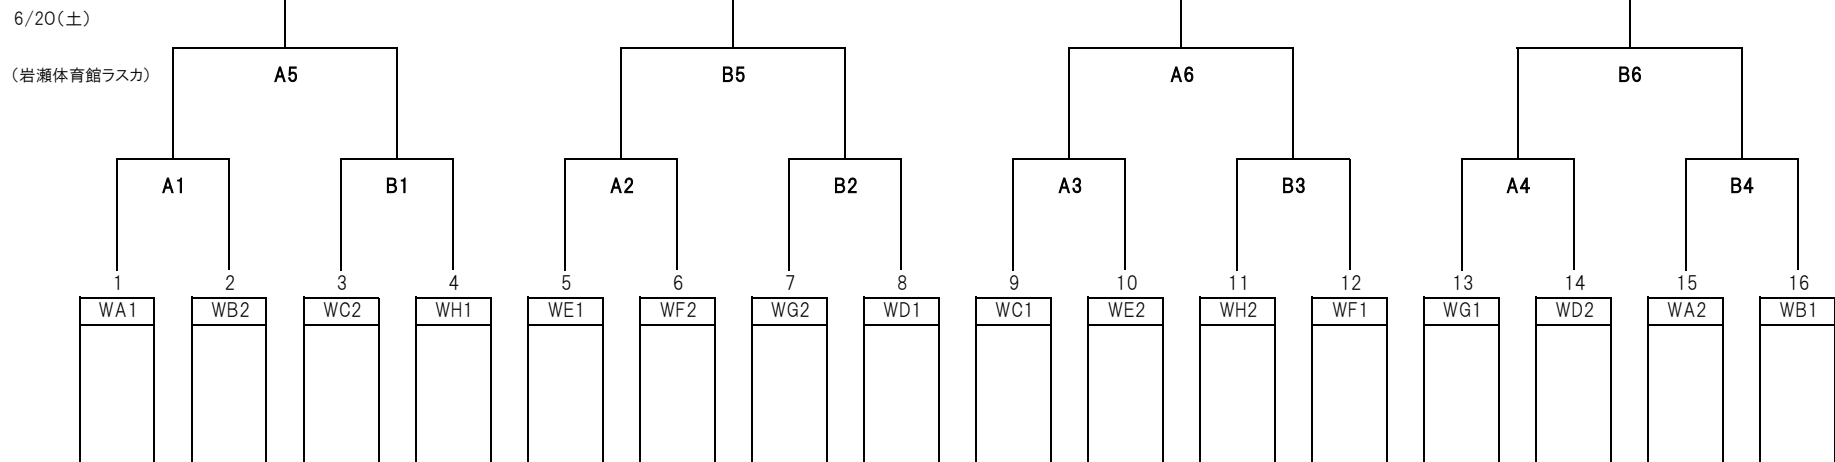 6/20(土)
(岩瀬体育館ラスカ) A5 B5 A6 B6
A1 B1 A2 B2 A3 B3 A4 B4
1 2 3 4 5 6 7 8 9 10 11 12 13 14 15 16
WA1 WB2 WC2 WH1 WE1 WF2 WG2 WD1 WC1 WE2 WH2 WF1 WG1 WD2 WA2 WB1